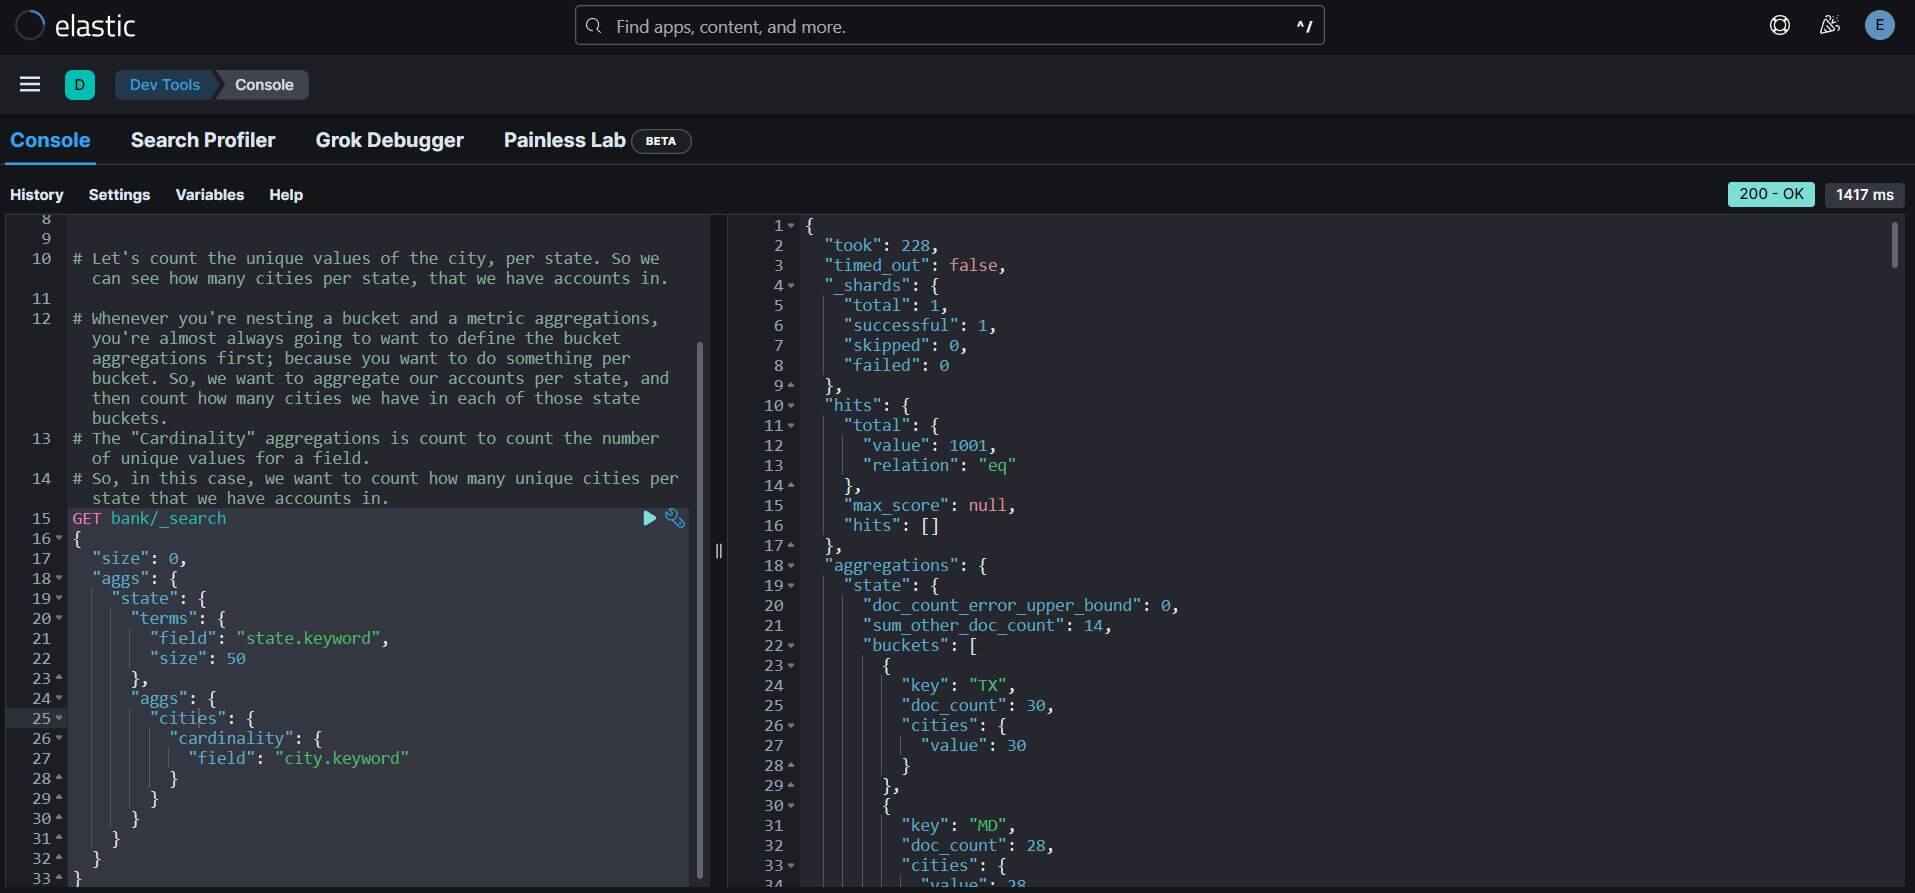 elastic
Find apps, content, and more.
^/
E
D
Dev Tools
Console
Console
Search Profiler
Grok Debugger
Painless Lab
BETA
History
Settings
Variables
Help
200 - OK
1417 ms
8
9
10 # Let's count the unique values of the city, per state. So we
can see how many cities per state, that we have accounts in.
11
12 # Whenever you're nesting a bucket and a metric aggregations,
you're almost always going to want to define the bucket
aggregations first; because you want to do something per
bucket. So, we want to aggregate our accounts per state, and
then count how many cities we have in each of those state
buckets.
13 # The "Cardinality" aggregations is count to count the number
of unique values for a field.
14 # So, in this case, we want to count how many unique cities per
state that we have accounts in.
15 GET bank/_search
16 {
17 "size": 0,
18 "aggs": {
19 "state": {
20 "terms": {
21 "field": "state.keyword",
22 "size": 50
23 },
24 "aggs": {
25 "cities": {
26 "cardinality": {
27 "field": "city.keyword"
28 }
29 }
30 }
31 }
32 }
33 }
1 {
2 "took": 228,
3 "timed_out": false,
4 "_shards": {
5 "total": 1,
6 "successful": 1,
7 "skipped": 0,
8 "failed": 0
9 },
10 "hits": {
11 "total": {
12 "value": 1001,
13 "relation": "eq"
14 },
15 "max_score": null,
16 "hits": []
17 },
18 "aggregations": {
19 "state": {
20 "doc_count_error_upper_bound": 0,
21 "sum_other_doc_count": 14,
22 "buckets": [
23 {
24 "key": "TX",
25 "doc_count": 30,
26 "cities": {
27 "value": 30
28 }
29 },
30 {
31 "key": "MD",
32 "doc_count": 28,
33 "cities": {
34 "value": 28